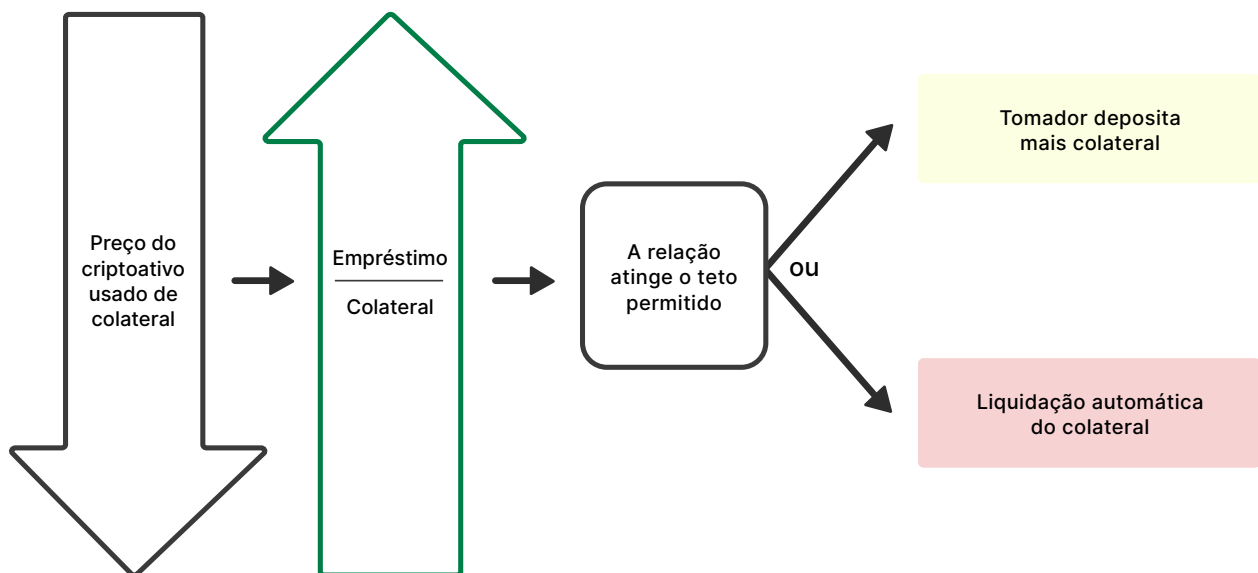 Preço do
criptoativo
usado de
colateral
Empréstimo
Colateral
A relação
atinge o teto
permitido
ou
Tomador deposita
mais colateral
Liquidação automática
do colateral